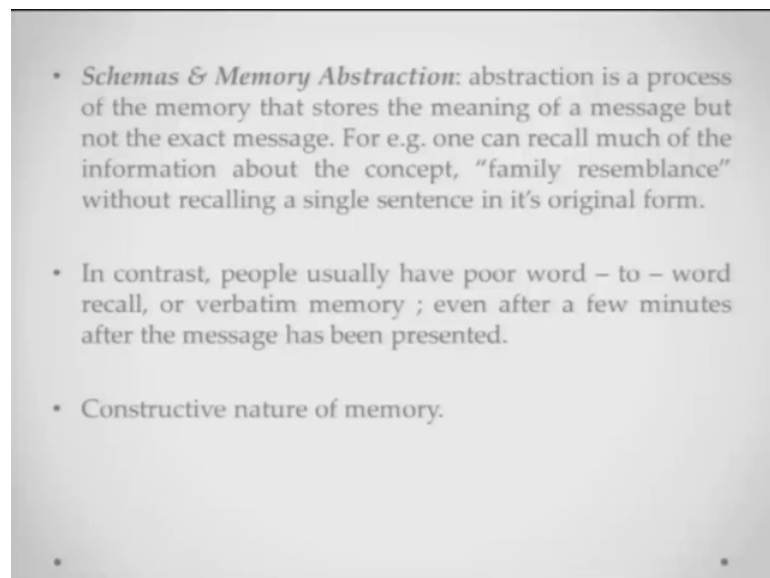 • Schemas & Memory Abstraction: abstraction is a process
of the memory that stores the meaning of a message but
not the exact message. For e.g. one can recall much of the
information about the concept, "family resemblance"
without recalling a single sentence in it's original form.
• In contrast, people usually have poor word – to – word
recall, or verbatim memory ; even after a few minutes
after the message has been presented.
• Constructive nature of memory.